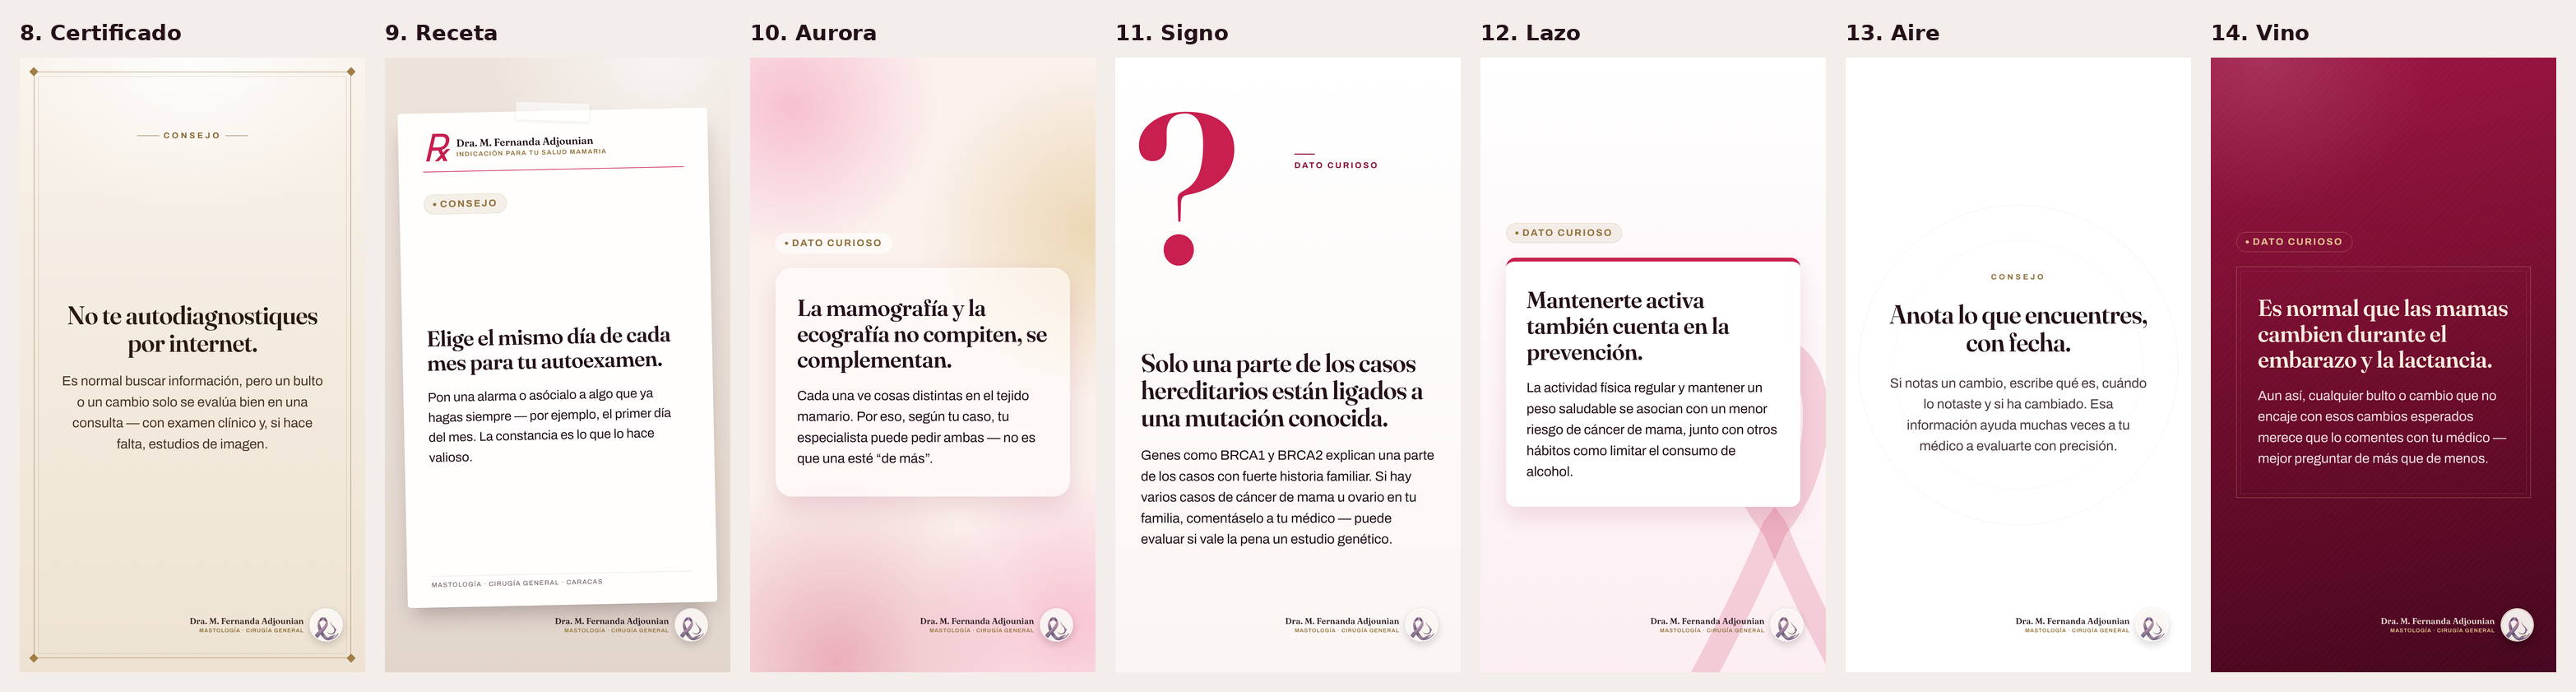 8. Certificado
CONSEJO
No te autodiagnostiques
por internet.
Es normal buscar información, pero un bulto
o un cambio solo se evalúa bien en una
consulta — con examen clínico y, si hace
falta, estudios de imagen.
Dra. M. Fernanda Adjounian
MASTOLOGÍA · CIRUGÍA GENERAL
9. Receta
Rx
Dra. M. Fernanda Adjounian
INDICACIÓN PARA TU SALUD MAMARIA
• CONSEJO
Elige el mismo día de cada
mes para tu autoexamen.
Pon una alarma o asócialo a algo que ya
hagas siempre — por ejemplo, el primer día
del mes. La constancia es lo que lo hace
valioso.
MASTOLOGÍA · CIRUGÍA GENERAL · CARACAS
Dra. M. Fernanda Adjounian
MASTOLOGÍA · CIRUGÍA GENERAL
10. Aurora
• DATO CURIOSO
La mamografía y la
ecografía no compiten, se
complementan.
Cada una ve cosas distintas en el tejido
mamario. Por eso, según tu caso, tu
especialista puede pedir ambas — no es
que una esté “de más”.
Dra. M. Fernanda Adjounian
MASTOLOGÍA · CIRUGÍA GENERAL
11. Signo
?
DATO CURIOSO
Solo una parte de los casos
hereditarios están ligados a
una mutación conocida.
Genes como BRCA1 y BRCA2 explican una parte
de los casos con fuerte historia familiar. Si hay
varios casos de cáncer de mama u ovario en tu
familia, comentáselo a tu médico — puede
evaluar si vale la pena un estudio genético.
Dra. M. Fernanda Adjounian
MASTOLOGÍA · CIRUGÍA GENERAL
12. Lazo
• DATO CURIOSO
Mantenerte activa
también cuenta en la
prevención.
La actividad física regular y mantener un
peso saludable se asocian con un menor
riesgo de cáncer de mama, junto con otros
hábitos como limitar el consumo de
alcohol.
Dra. M. Fernanda Adjounian
MASTOLOGÍA · CIRUGÍA GENERAL
13. Aire
CONSEJO
Anota lo que encuentres,
con fecha.
Si notas un cambio, escribe qué es, cuándo
lo notaste y si ha cambiado. Esa
información ayuda muchas veces a tu
médico a evaluarte con precisión.
Dra. M. Fernanda Adjounian
MASTOLOGÍA · CIRUGÍA GENERAL
14. Vino
• DATO CURIOSO
Es normal que las mamas
cambien durante el
embarazo y la lactancia.
Aun así, cualquier bulto o cambio que no
encaje con esos cambios esperados
merece que lo comentes con tu médico —
mejor preguntar de más que de menos.
Dra. M. Fernanda Adjounian
MASTOLOGÍA · CIRUGÍA GENERAL